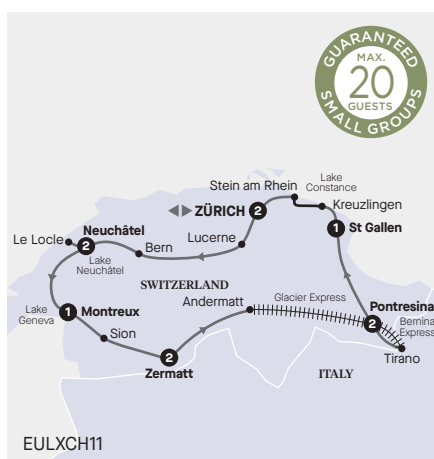 GUARANTEED
MAX.
20
GUESTS
SMALL GROUPS
Stein am Rhein
Lake
Constance
Kreuzlingen
ZÜRICH
2
1
St Gallen
Neuchâtel
Le Locle
2
Lake
Neuchâtel
Bern
Lucerne
SWITZERLAND
Andermatt
Glacier Express
Lake
Geneva
1
Montreux
Sion
2
Zermatt
Pontresina
2
Bernina
Express
Tirano
ITALY
EULXCH11